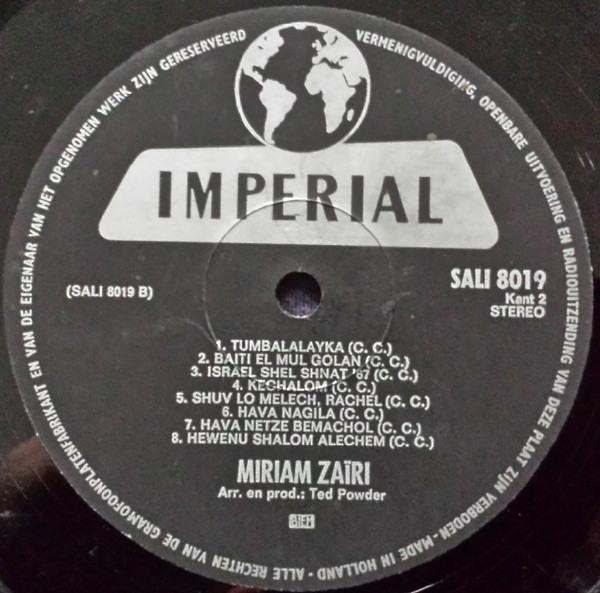 ALLE RECHTEN VAN DE GRAMOFOONPLATENFABRIKANT EN VAN DE EIGENAAR VAN HET OPGENOMEN WERK ZIJN GERESERVEERD
VERMENIGVULDIGING, OPENBARE UITVOERING EN RADIOUITZENDING VAN DEZE PLAAT ZIJN VERBODEN - MADE IN HOLLAND -
IMPERIAL
(SALI 8019 B)
SALI 8019
Kant 2
STEREO
1. TUMBALALAYKA (C. C.)
2. BAITI EL MUL GOLAN (C. C.)
3. ISRAEL SHEL SHNAT '67 (C. C.)
4. KECHALOM (C. C.)
5. SHUV LO MELECH, RACHEL (C. C.)
6. HAVA NAGILA (C. C.)
7. HAVA NETZE BEMACHOL (C. C.)
8. HEWENU SHALOM ALECHEM (C. C.)
MIRIAM ZAÏRI
Arr. en prod.: Ted Powder
BIEM